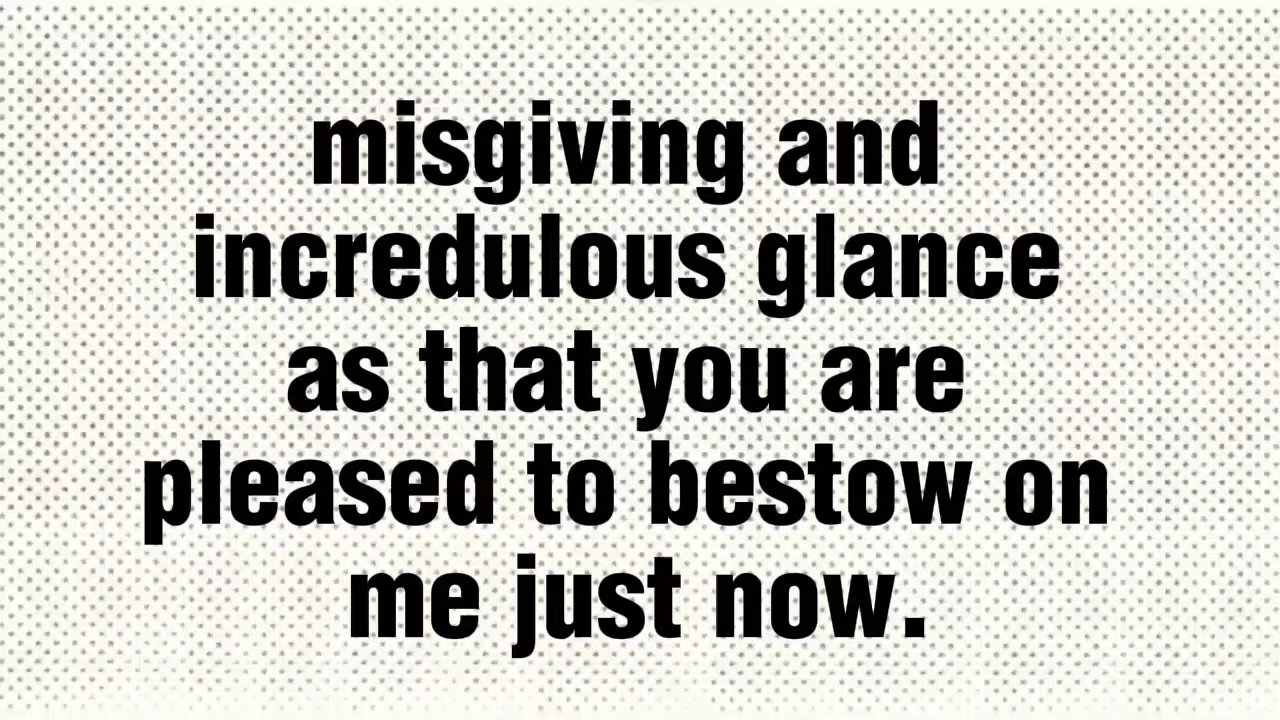 misgiving and
incredulous glance
as that you are
pleased to bestow on
me just now.